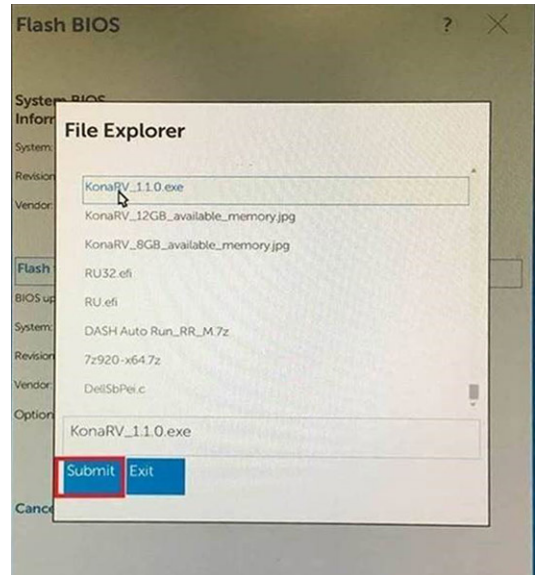 Flash BIOS ?
System BIOS
Inforr
System:
Revision
Vendor:
File Explorer
KonaRV_1.1.0.exe
KonaRV_12GB_available_memory.jpg
KonaRV_8GB_available_memory.jpg
RU32.efi
RU.efi
DASH Auto Run_RR_M.7z
7z920-x64.7z
DellSbPei.c
Flash
BIOS up
System:
Revision
Vendor:
Option
KonaRV_1.1.0.exe
Submit Exit
Cance